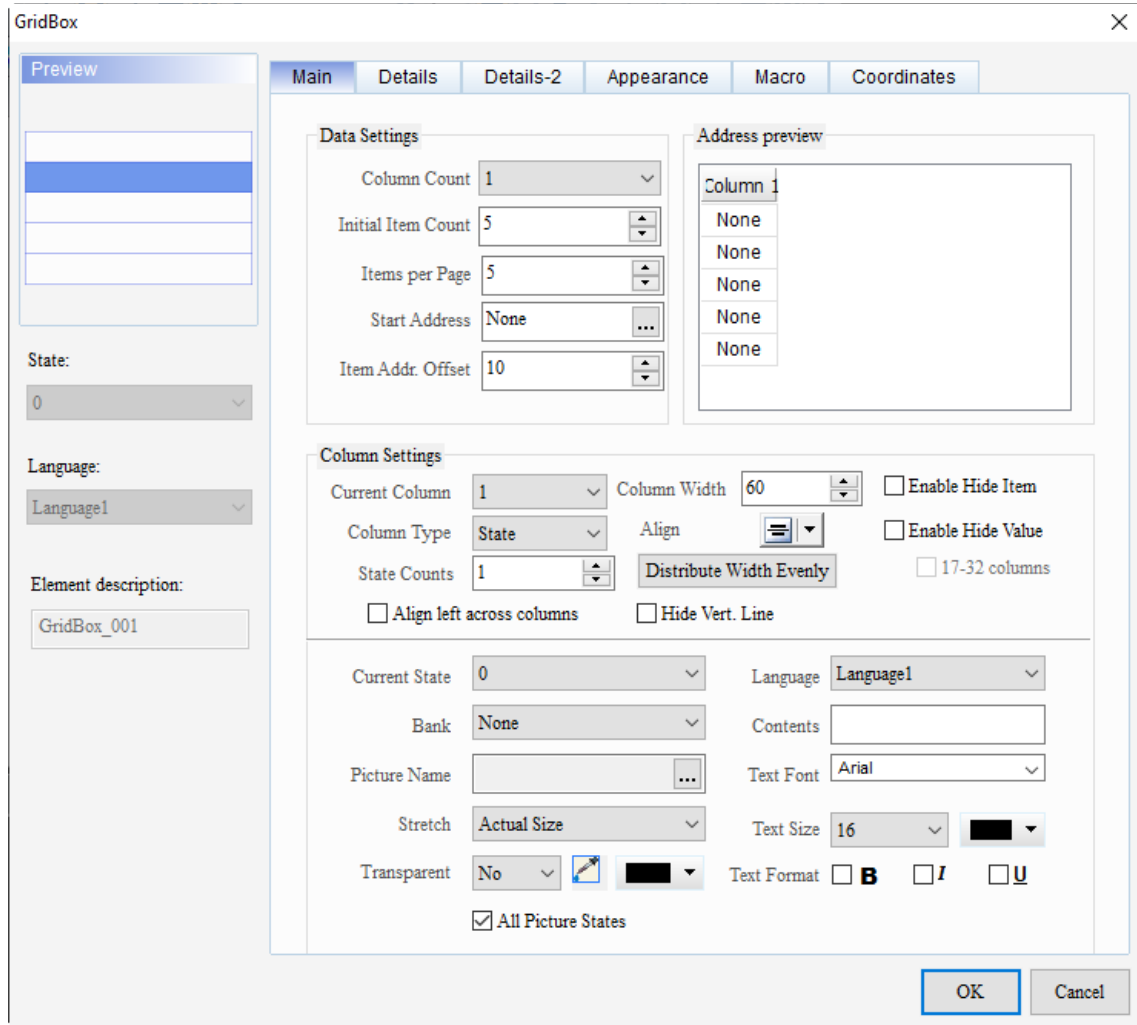 GridBox
Preview
Main Details Details-2 Appearance Macro Coordinates
Data Settings
Column Count 1
Initial Item Count 5
Items per Page 5
Start Address None ...
Item Addr. Offset 10
Address preview
Column 1
None
None
None
None
None
State:
0
Language:
Language1
Element description:
GridBox_001
Column Settings
Current Column 1 Column Width 60 Enable Hide Item
Column Type State Align Enable Hide Value
State Counts 1 Distribute Width Evenly 17-32 columns
Align left across columns Hide Vert. Line
Current State 0 Language Language1
Bank None Contents
Picture Name ... Text Font Arial
Stretch Actual Size Text Size 16
Transparent No Text Format B I U
All Picture States
OK Cancel